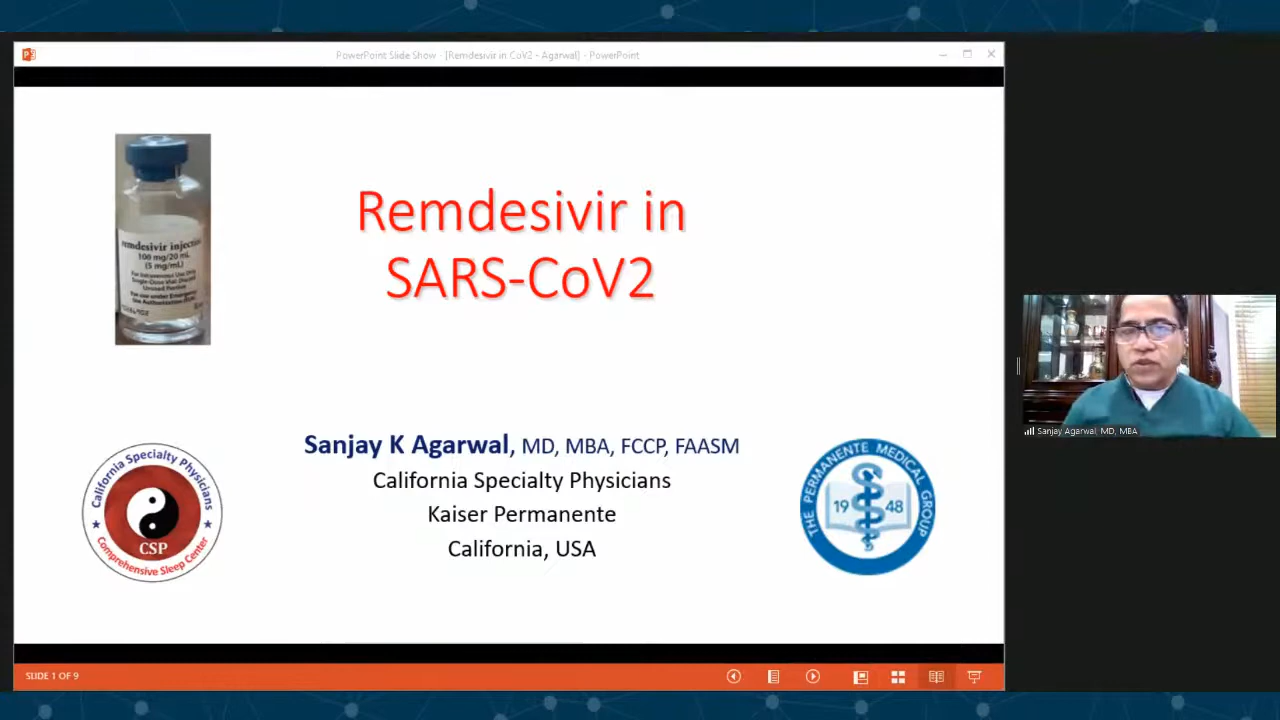 PowerPoint Slide Show - [Remdesivir in CoV2 - Agarwal] - PowerPoint
remdesivir injection
100 mg/20 mL
(5 mg/mL)
Remdesivir in
SARS-CoV2
Sanjay K Agarwal, MD, MBA, FCCP, FAASM
California Specialty Physicians
Kaiser Permanente
California, USA
California Specialty Physicians
CSP
Comprehensive Sleep Center
THE PERMANENTE MEDICAL GROUP
1948
Sanjay Agarwal, MD, MBA
SLIDE 1 OF 9